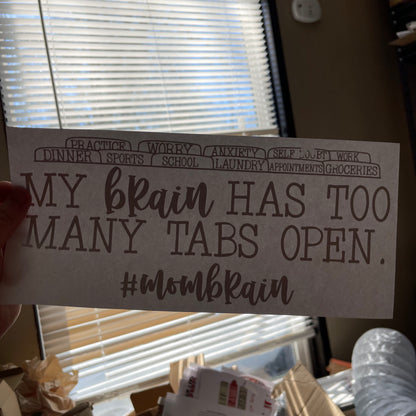 PRACTICE WORRY ANXIETY SELF DOUBT WORK
DINNER SPORTS SCHOOL LAUNDRY APPOINTMENTS GROCERIES
MY bRain HAS TOO
MANY TABS OPEN.
#mombRain